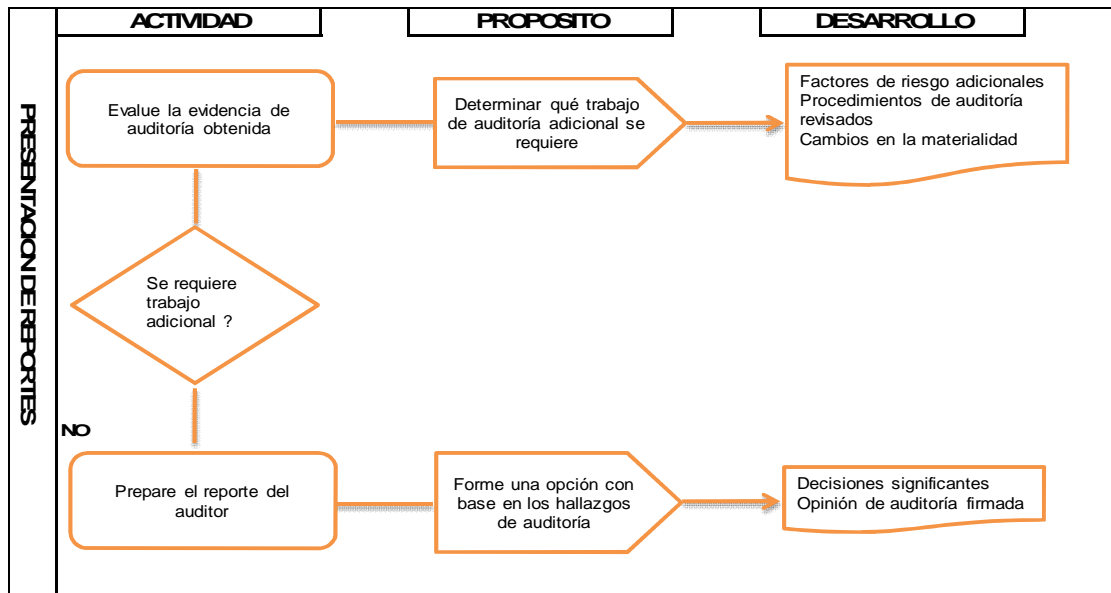 ACTIVIDAD
PROPOSITO
DESARROLLO
PRESENTACION DE REPORTES
Evalue la evidencia de
auditoría obtenida
Determinar qué trabajo
de auditoría adicional se
requiere
Factores de riesgo adicionales
Procedimientos de auditoría
revisados
Cambios en la materialidad
Se requiere
trabajo
adicional ?
NO
Prepare el reporte del
auditor
Forme una opción con
base en los hallazgos
de auditoría
Decisiones significantes
Opinión de auditoría firmada